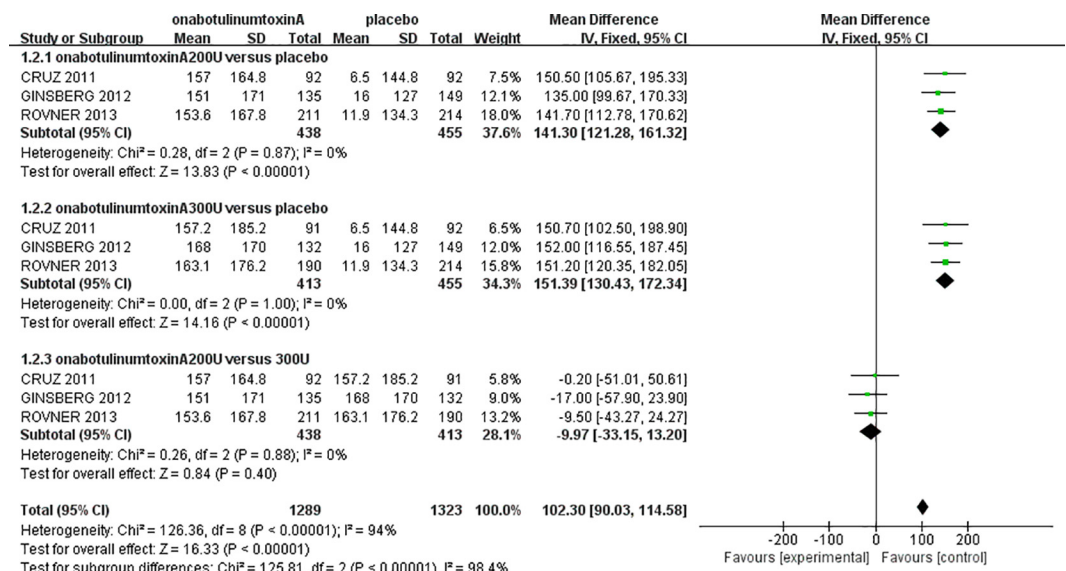 onabotulinumtoxinA placebo Mean Difference Mean Difference
Study or Subgroup Mean SD Total Mean SD Total Weight IV, Fixed, 95% CI IV, Fixed, 95% CI
1.2.1 onabotulinumtoxinA200U versus placebo
CRUZ 2011 157 164.8 92 6.5 144.8 92 7.5% 150.50 [105.67, 195.33]
GINSBERG 2012 151 171 135 16 127 149 12.1% 135.00 [99.67, 170.33]
ROVNER 2013 153.6 167.8 211 11.9 134.3 214 18.0% 141.70 [112.78, 170.62]
Subtotal (95% CI) 438 455 37.6% 141.30 [121.28, 161.32]
Heterogeneity: Chi² = 0.28, df = 2 (P = 0.87); I² = 0%
Test for overall effect: Z = 13.83 (P < 0.00001)
1.2.2 onabotulinumtoxinA300U versus placebo
CRUZ 2011 157.2 185.2 91 6.5 144.8 92 6.5% 150.70 [102.50, 198.90]
GINSBERG 2012 168 170 132 16 127 149 12.0% 152.00 [116.55, 187.45]
ROVNER 2013 163.1 176.2 190 11.9 134.3 214 15.8% 151.20 [120.35, 182.05]
Subtotal (95% CI) 413 455 34.3% 151.39 [130.43, 172.34]
Heterogeneity: Chi² = 0.00, df = 2 (P = 1.00); I² = 0%
Test for overall effect: Z = 14.16 (P < 0.00001)
1.2.3 onabotulinumtoxinA200U versus 300U
CRUZ 2011 157 164.8 92 157.2 185.2 91 5.8% -0.20 [-51.01, 50.61]
GINSBERG 2012 151 171 135 168 170 132 9.0% -17.00 [-57.90, 23.90]
ROVNER 2013 153.6 167.8 211 163.1 176.2 190 13.2% -9.50 [-43.27, 24.27]
Subtotal (95% CI) 438 413 28.1% -9.97 [-33.15, 13.20]
Heterogeneity: Chi² = 0.26, df = 2 (P = 0.88); I² = 0%
Test for overall effect: Z = 0.84 (P = 0.40)
Total (95% CI) 1289 1323 100.0% 102.30 [90.03, 114.58]
Heterogeneity: Chi² = 126.36, df = 8 (P < 0.00001); I² = 94%
Test for overall effect: Z = 16.33 (P < 0.00001)
Test for subgroup differences: Chi² = 125.81, df = 2 (P < 0.00001), I² = 98.4%
-200 -100 0 100 200
Favours [experimental] Favours [control]